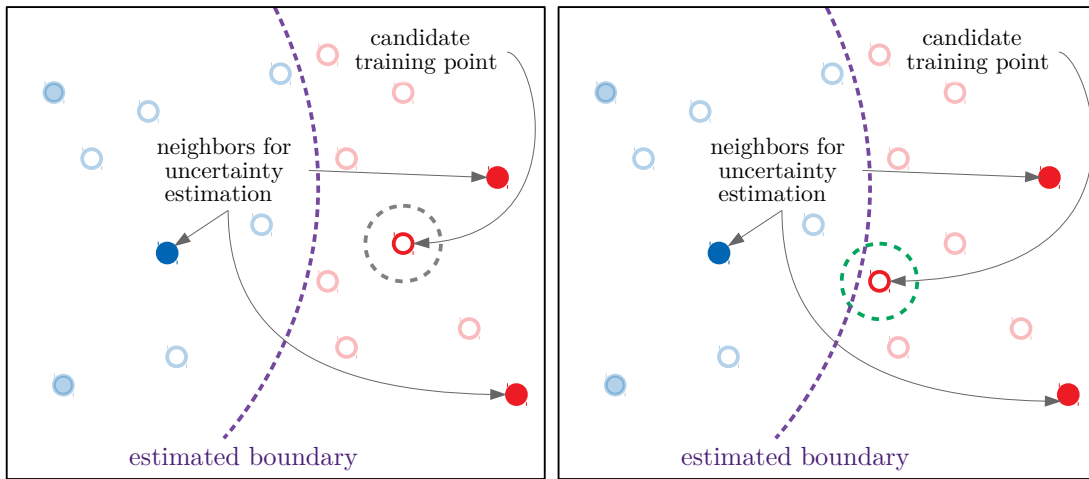 candidate
training point
neighbors for
uncertainty
estimation
estimated boundary
candidate
training point
neighbors for
uncertainty
estimation
estimated boundary